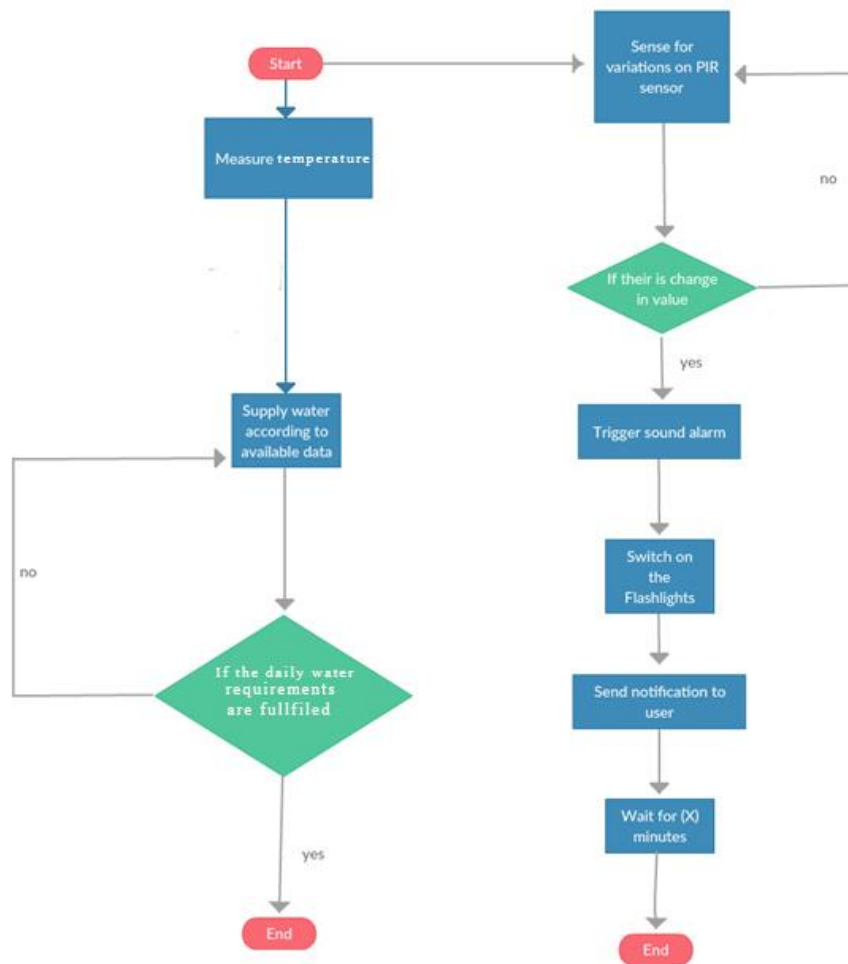 Start
Measure temperature
Supply water
according to
available data
no
If the daily water
requirements
are fullfiled
yes
End
Sense for
variations on PIR
sensor
no
If their is change
in value
yes
Trigger sound alarm
Switch on
the
Flashlights
Send notification to
user
Wait for (X)
minutes
End